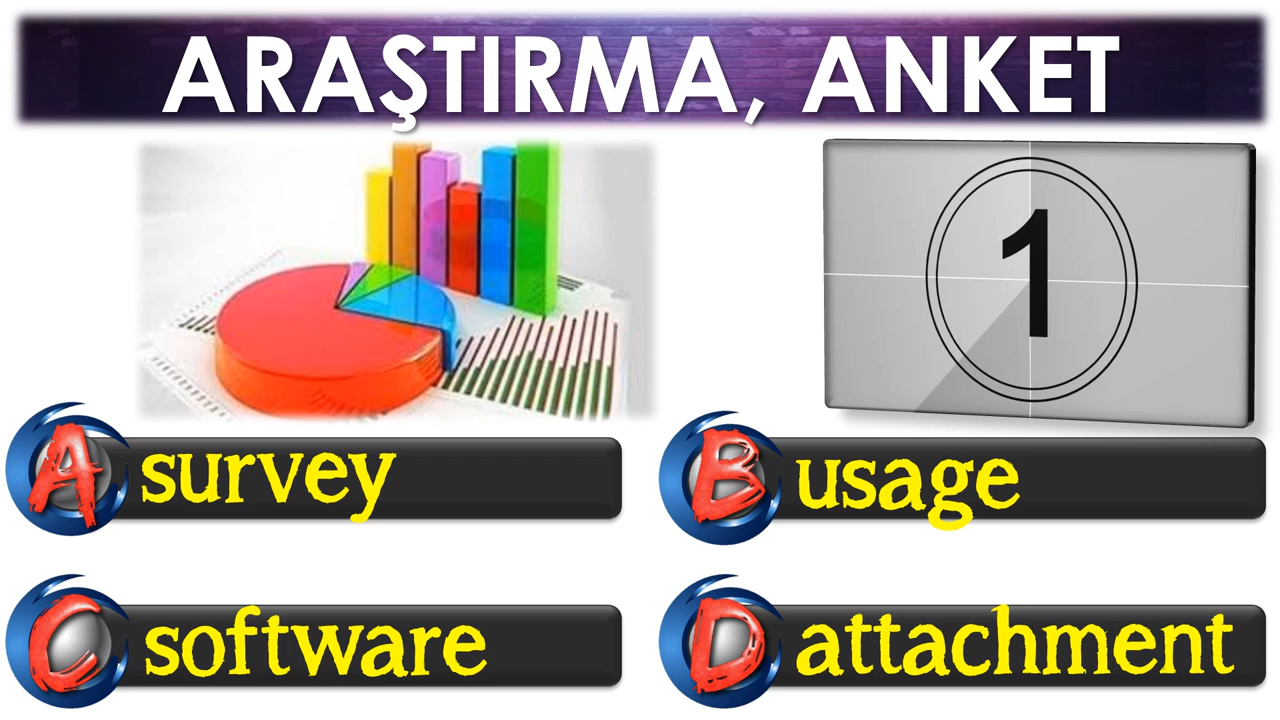 ARAŞTIRMA, ANKET
1
A survey
B usage
C software
D attachment